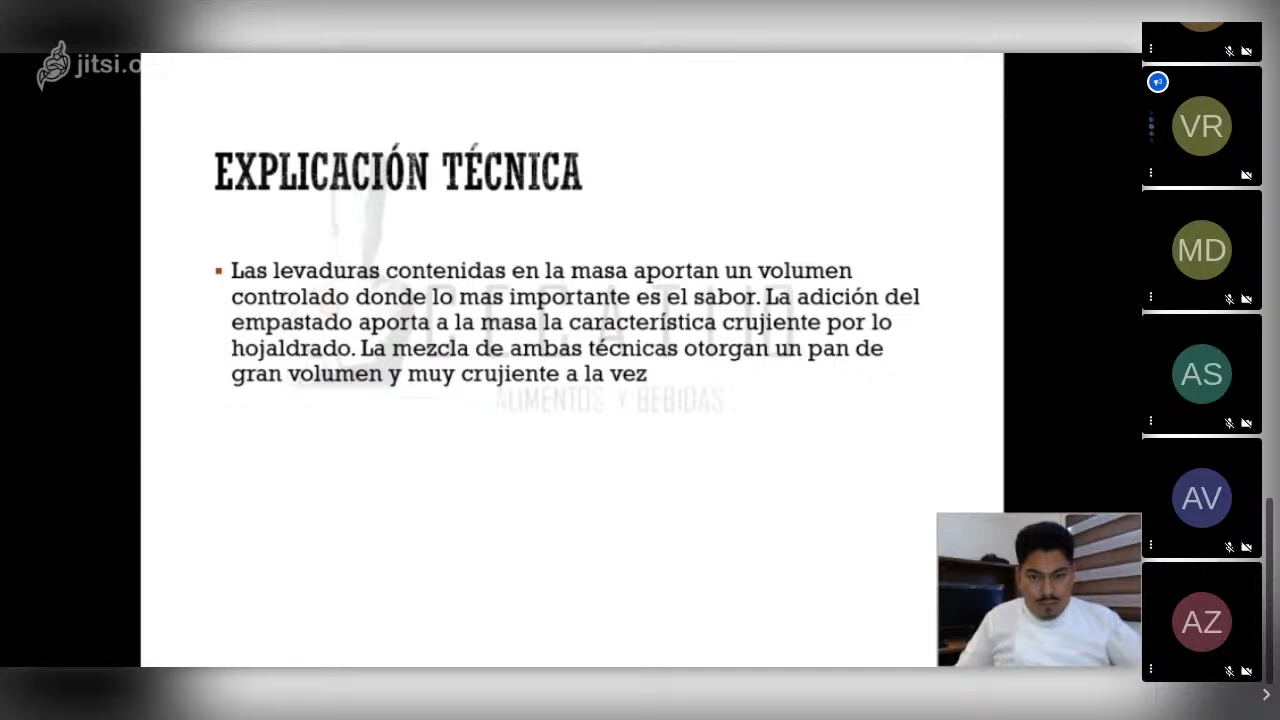 jitsi.o
EXPLICACIÓN TÉCNICA
Las levaduras contenidas en la masa aportan un volumen
controlado donde lo mas importante es el sabor. La adición del
empastado aporta a la masa la característica crujiente por lo
hojaldrado. La mezcla de ambas técnicas otorgan un pan de
gran volumen y muy crujiente a la vez
ALIMENTOS Y BEBIDAS
VR
MD
AS
AV
AZ